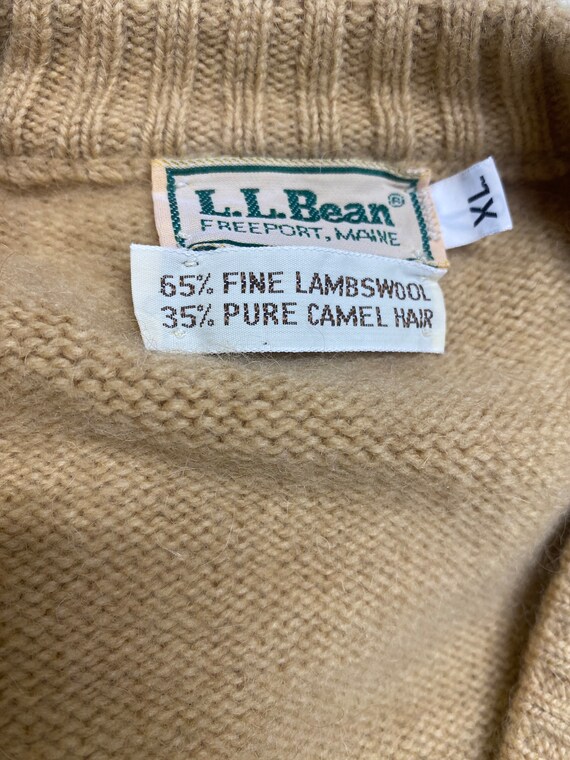 L.L.Bean®
FREEPORT, MAINE
XL
65% FINE LAMBSWOOL
35% PURE CAMEL HAIR